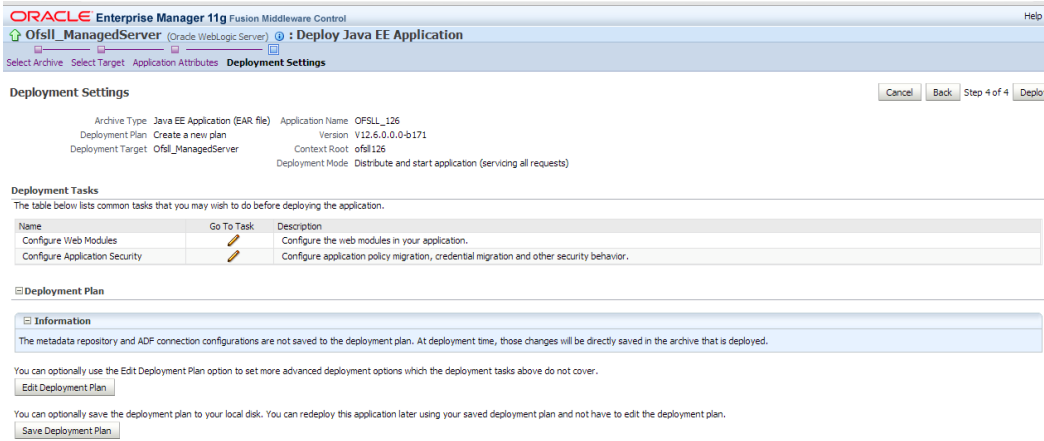 ORACLE Enterprise Manager 11g Fusion Middleware Control
Help
Ofsll_ManagedServer (Oracle WebLogic Server) : Deploy Java EE Application
Select Archive Select Target Application Attributes Deployment Settings
Deployment Settings
Cancel Back Step 4 of 4 Deplo
Archive Type Java EE Application (EAR file) Application Name OFSLL_126
Deployment Plan Create a new plan Version V12.6.0.0.0-b171
Deployment Target Ofsll_ManagedServer Context Root ofsll126
Deployment Mode Distribute and start application (servicing all requests)
Deployment Tasks
The table below lists common tasks that you may wish to do before deploying the application.
Name Go To Task Description
Configure Web Modules Configure the web modules in your application.
Configure Application Security Configure application policy migration, credential migration and other security behavior.
Deployment Plan
Information
The metadata repository and ADF connection configurations are not saved to the deployment plan. At deployment time, those changes will be directly saved in the archive that is deployed.
You can optionally use the Edit Deployment Plan option to set more advanced deployment options which the deployment tasks above do not cover.
Edit Deployment Plan
You can optionally save the deployment plan to your local disk. You can redeploy this application later using your saved deployment plan and not have to edit the deployment plan.
Save Deployment Plan